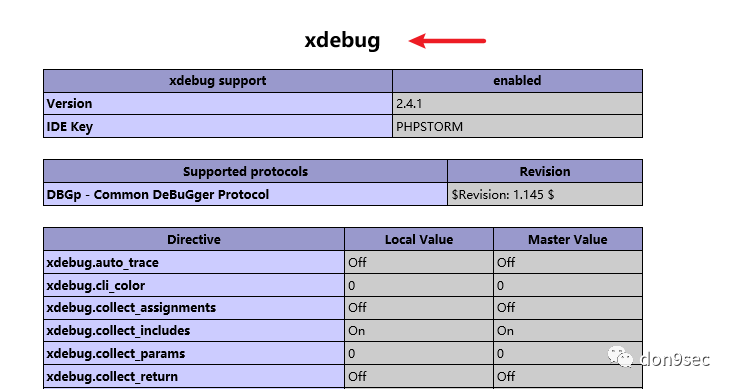 xdebug
xdebug support enabled
Version 2.4.1
IDE Key PHPSTORM
Supported protocols Revision
DBGp - Common DeBuGger Protocol $Revision: 1.145 $
Directive Local Value Master Value
xdebug.auto_trace Off Off
xdebug.cli_color 0 0
xdebug.collect_assignments Off Off
xdebug.collect_includes On On
xdebug.collect_params 0 0
xdebug.collect_return Off Off
don9sec